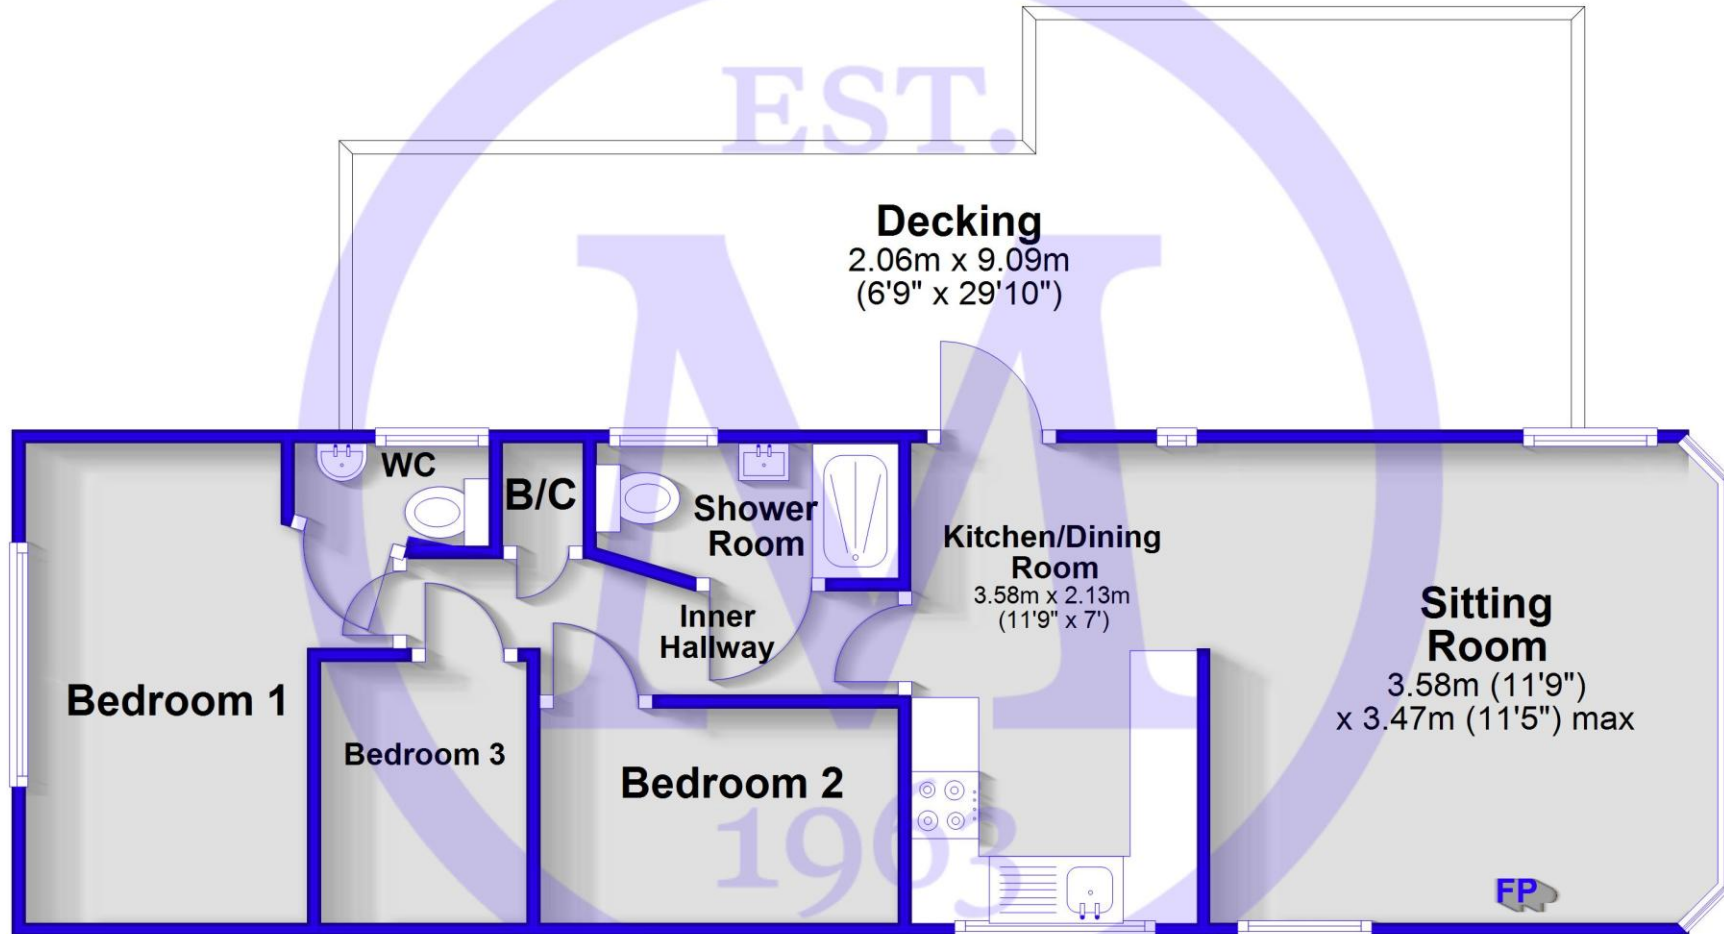 EST.
Decking
2.06m x 9.09m
(6'9" x 29'10")
WC
B/C
Shower
Room
Kitchen/Dining
Room
3.58m x 2.13m
(11'9" x 7')
Sitting
Room
3.58m (11'9")
x 3.47m (11'5") max
Inner
Hallway
Bedroom 1
Bedroom 3
Bedroom 2
M
1963
FP